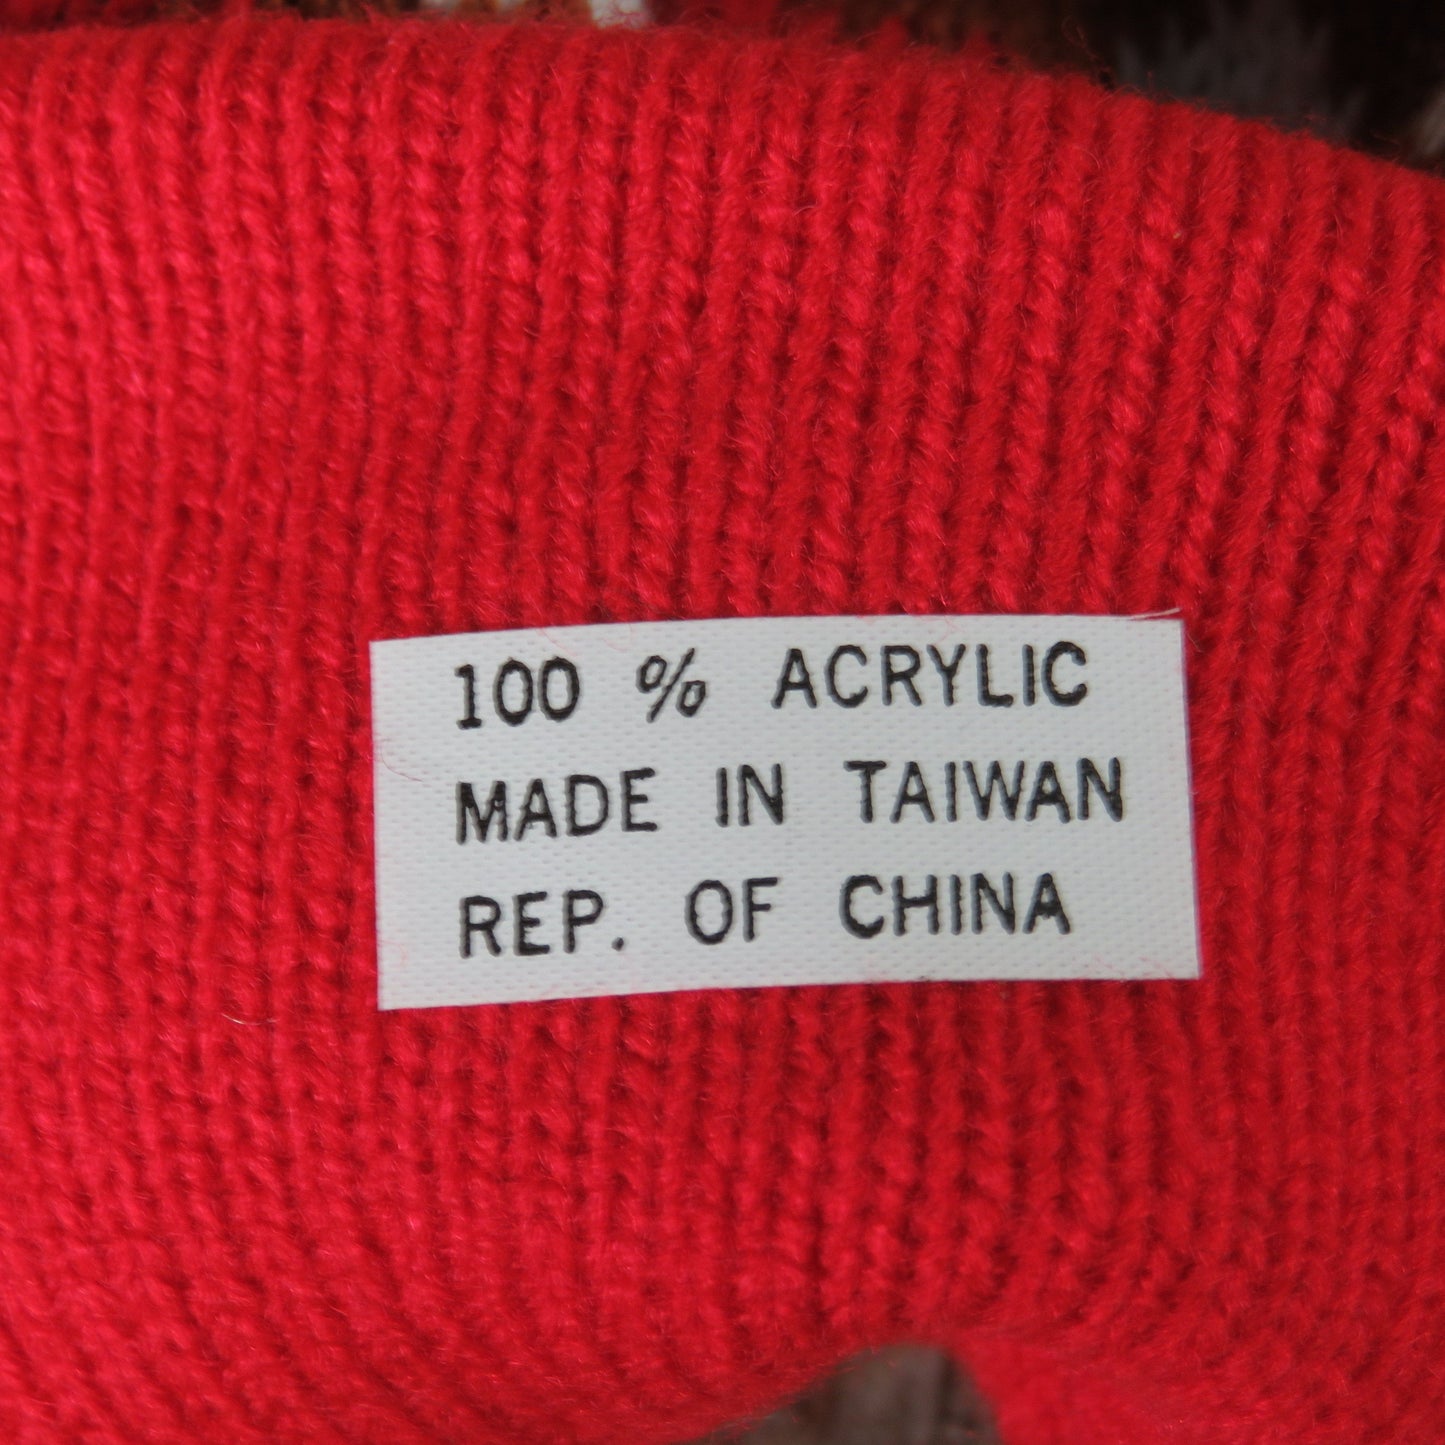 100 % ACRYLIC
MADE IN TAIWAN
REP. OF CHINA